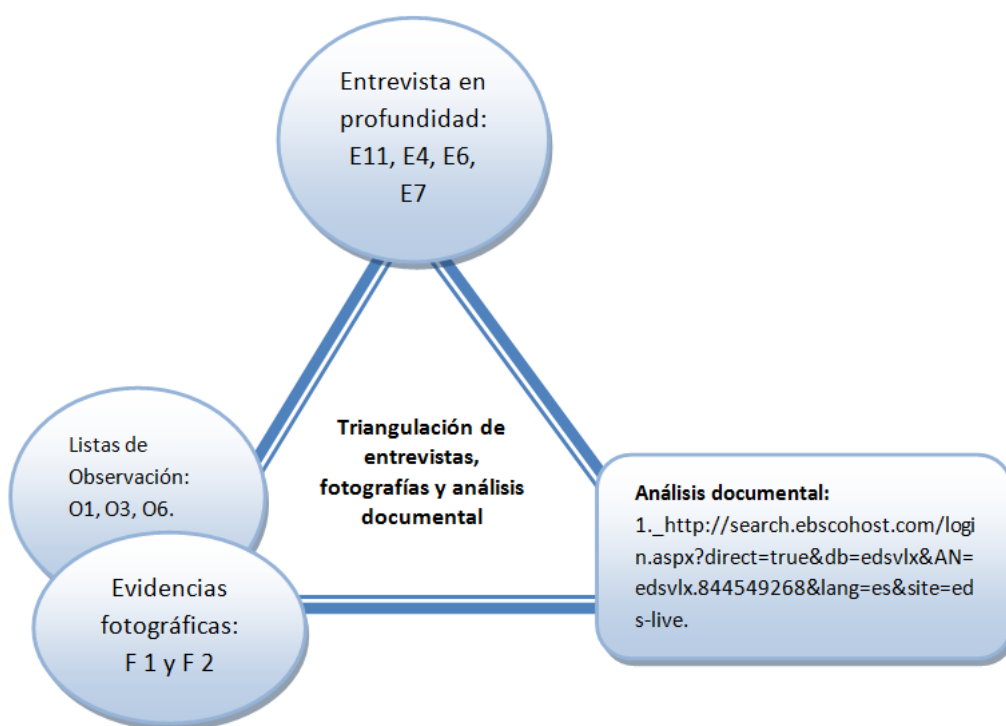 Entrevista en
profundidad:
E11, E4, E6,
E7
Listas de
Observación:
O1, O3, O6.
Triangulación de
entrevistas,
fotografías y análisis
documental
Evidencias
fotográficas:
F 1 y F 2
Análisis documental:
1._http://search.ebscohost.com/logi
n.aspx?direct=true&db=edsvlx&AN=
edsvlx.844549268&lang=es&site=ed
s-live.